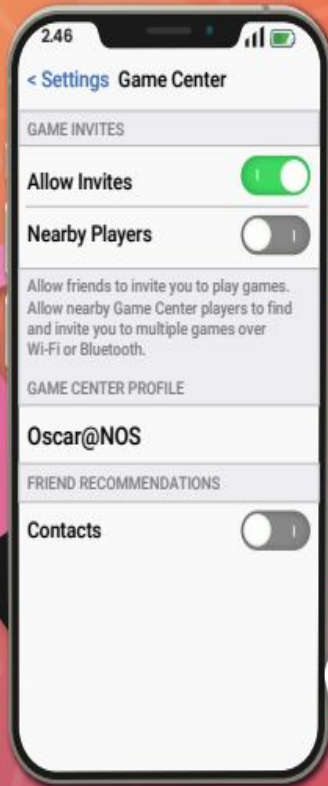 2.46
< Settings Game Center
GAME INVITES
Allow Invites
Nearby Players
Allow friends to invite you to play games.
Allow nearby Game Center players to find
and invite you to multiple games over
Wi-Fi or Bluetooth.
GAME CENTER PROFILE
Oscar@NOS
FRIEND RECOMMENDATIONS
Contacts